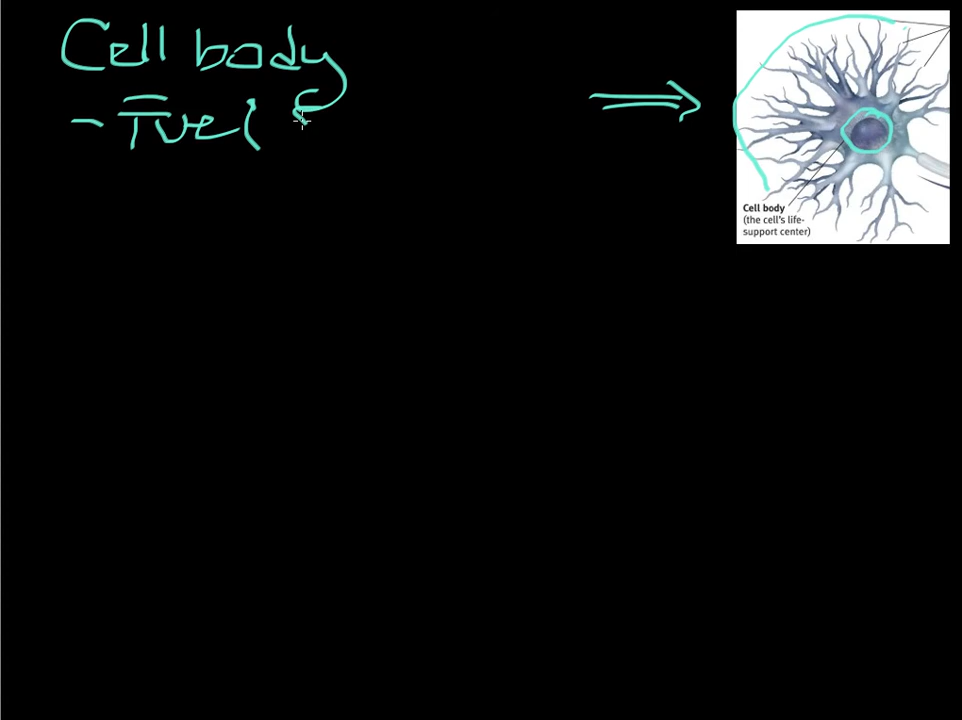 Cell body
- Fuel
Cell body
(the cell's life-
support center)